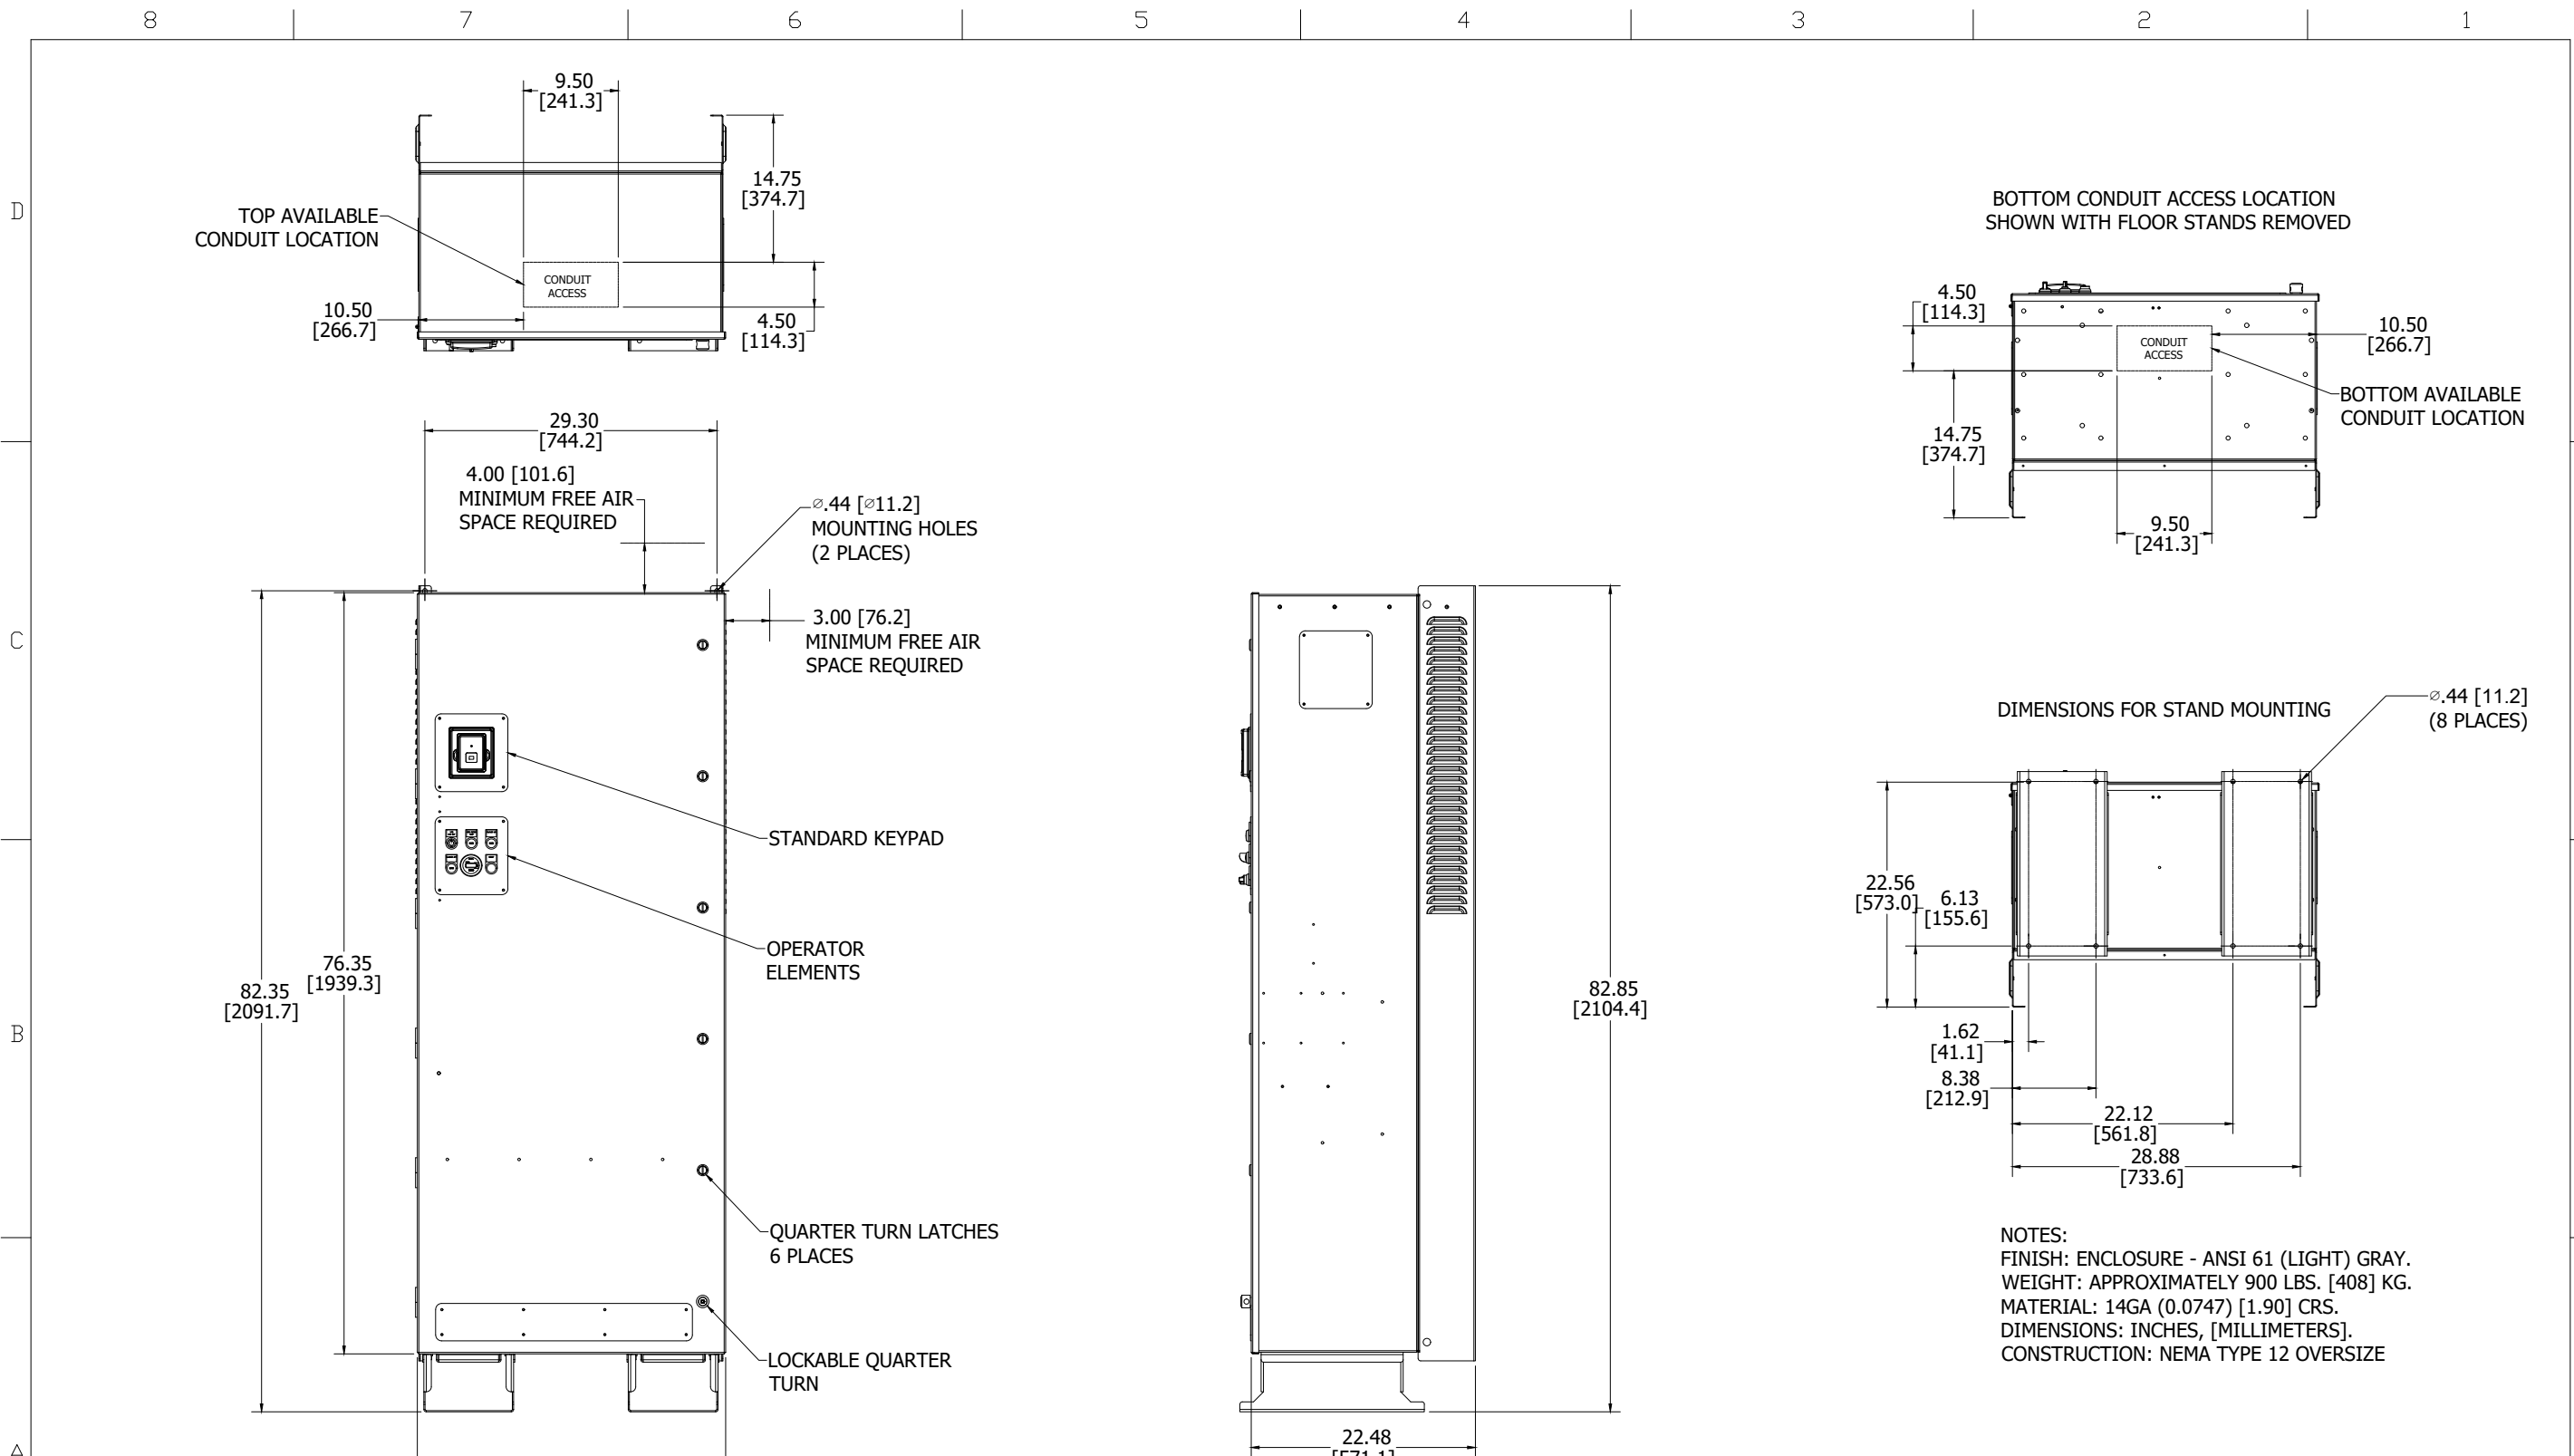 8 7 6 5 4 3 2 1
D
C
B
A
9.50
[241.3]
14.75
[374.7]
TOP AVAILABLE
CONDUIT LOCATION
CONDUIT
ACCESS
10.50
[266.7]
4.50
[114.3]
29.30
[744.2]
4.00 [101.6]
MINIMUM FREE AIR
SPACE REQUIRED
⌀.44 [⌀11.2]
MOUNTING HOLES
(2 PLACES)
3.00 [76.2]
MINIMUM FREE AIR
SPACE REQUIRED
STANDARD KEYPAD
OPERATOR
ELEMENTS
76.35
[1939.3]
82.35
[2091.7]
QUARTER TURN LATCHES
6 PLACES
LOCKABLE QUARTER
TURN
82.85
[2104.4]
22.48
[571.1]
BOTTOM CONDUIT ACCESS LOCATION
SHOWN WITH FLOOR STANDS REMOVED
4.50
[114.3]
CONDUIT
ACCESS
10.50
[266.7]
BOTTOM AVAILABLE
CONDUIT LOCATION
14.75
[374.7]
9.50
[241.3]
DIMENSIONS FOR STAND MOUNTING
⌀.44 [11.2]
(8 PLACES)
22.56
[573.0]
6.13
[155.6]
1.62
[41.1]
8.38
[212.9]
22.12
[561.8]
28.88
[733.6]
NOTES:
FINISH: ENCLOSURE - ANSI 61 (LIGHT) GRAY.
WEIGHT: APPROXIMATELY 900 LBS. [408] KG.
MATERIAL: 14GA (0.0747) [1.90] CRS.
DIMENSIONS: INCHES, [MILLIMETERS].
CONSTRUCTION: NEMA TYPE 12 OVERSIZE